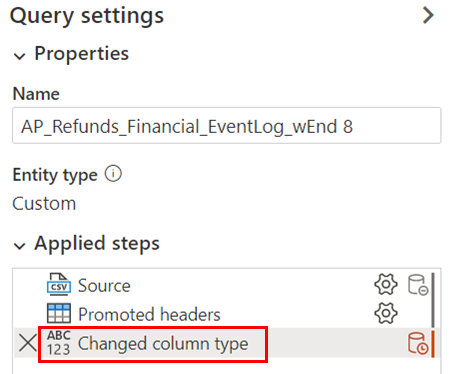 Query settings
Properties
Name
AP_Refunds_Financial_EventLog_wEnd 8
Entity type
Custom
Applied steps
CSV Source
Promoted headers
ABC
123 Changed column type